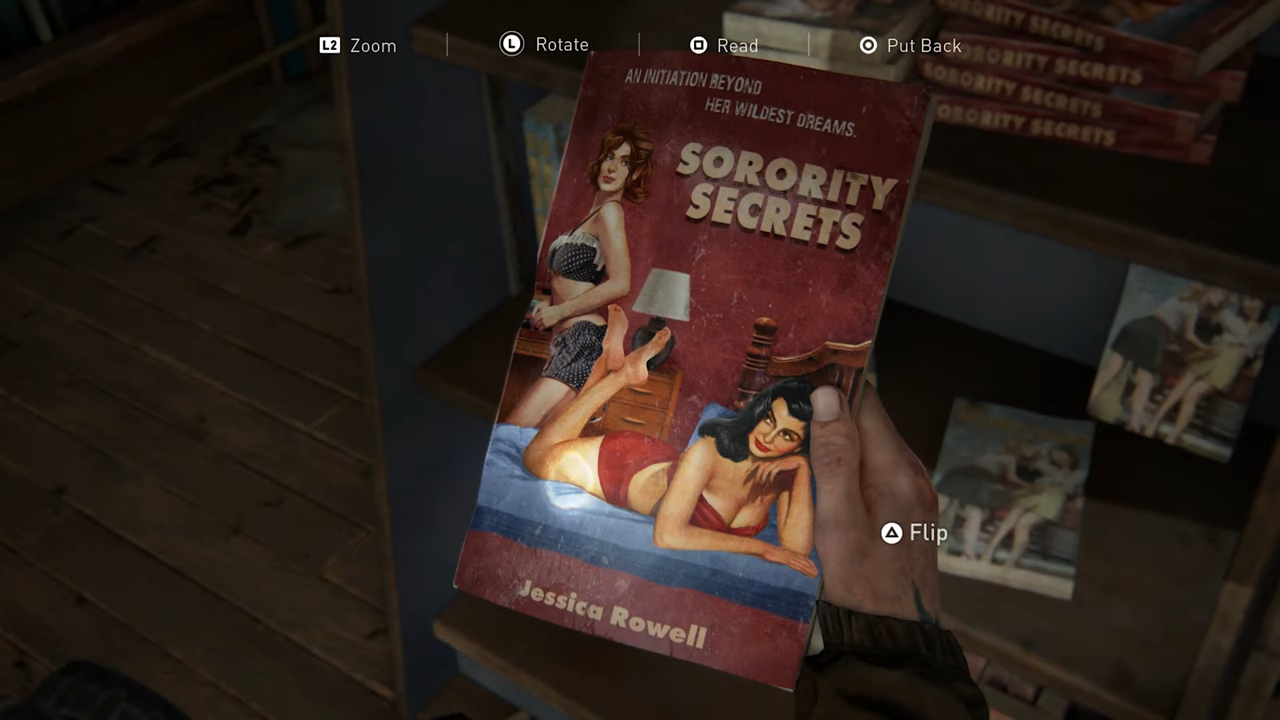 L2 Zoom
L Rotate
Read
Put Back
AN INITIATION BEYOND
HER WILDEST DREAMS.
SORORITY
SECRETS
Jessica Rowell
Flip
SORORITY SECRETS
SORORITY SECRETS
SORORITY SECRETS
SORORITY SECRETS